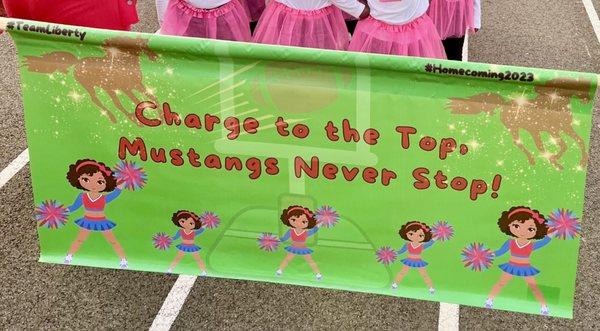 #TeamLiberty
#Homecoming2023
Charge to the Top,
Mustangs Never Stop!